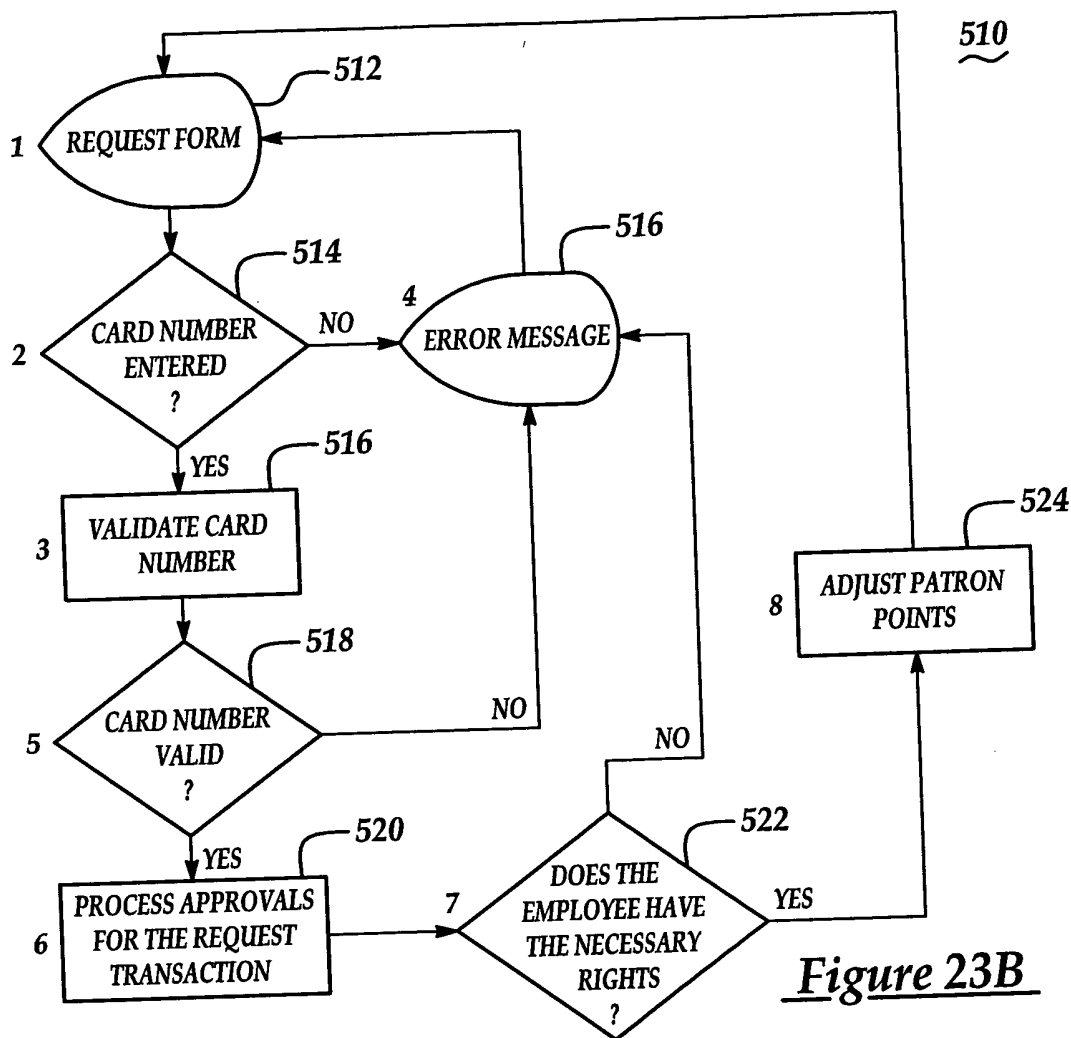 510
512
1
REQUEST FORM
514
2
CARD NUMBER
ENTERED
?
NO
516
4
ERROR MESSAGE
YES
516
3
VALIDATE CARD
NUMBER
518
5
CARD NUMBER
VALID
?
NO
YES
520
6
PROCESS APPROVALS
FOR THE REQUEST
TRANSACTION
522
7
DOES THE
EMPLOYEE HAVE
THE NECESSARY
RIGHTS
?
NO
YES
524
8
ADJUST PATRON
POINTS
Figure 23B